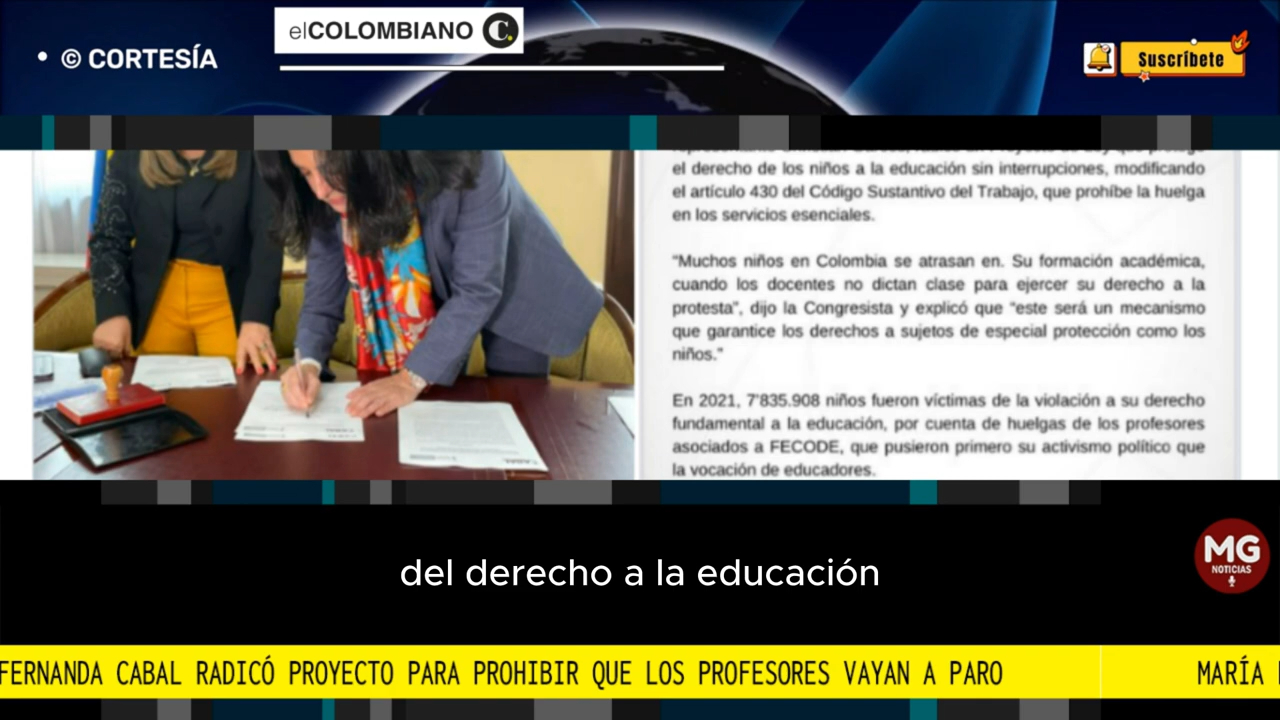 elCOLOMBIANO C.
• © CORTESÍA
Suscríbete
el derecho de los niños a la educación sin interrupciones, modificando
el artículo 430 del Código Sustantivo del Trabajo, que prohíbe la huelga
en los servicios esenciales.
“Muchos niños en Colombia se atrasan en. Su formación académica,
cuando los docentes no dictan clase para ejercer su derecho a la
protesta”, dijo la Congresista y explicó que “este será un mecanismo
que garantice los derechos a sujetos de especial protección como los
niños.”
En 2021, 7’835.908 niños fueron víctimas de la violación a su derecho
fundamental a la educación, por cuenta de huelgas de los profesores
asociados a FECODE, que pusieron primero su activismo político que
la vocación de educadores.
del derecho a la educación
MG
NOTICIAS
FERNANDA CABAL RADICÓ PROYECTO PARA PROHIBIR QUE LOS PROFESORES VAYAN A PARO MARÍA